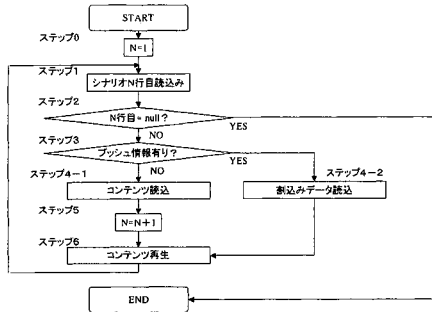 START
ステップ0
N=1
ステップ1
シナリオN行目読込み
ステップ2
N行目= null?
YES
NO
ステップ3
プッシュ情報有り?
YES
NO
ステップ4-1
ステップ4-2
コンテンツ読込
割込みデータ読込
ステップ5
N=N+1
ステップ6
コンテンツ再生
END